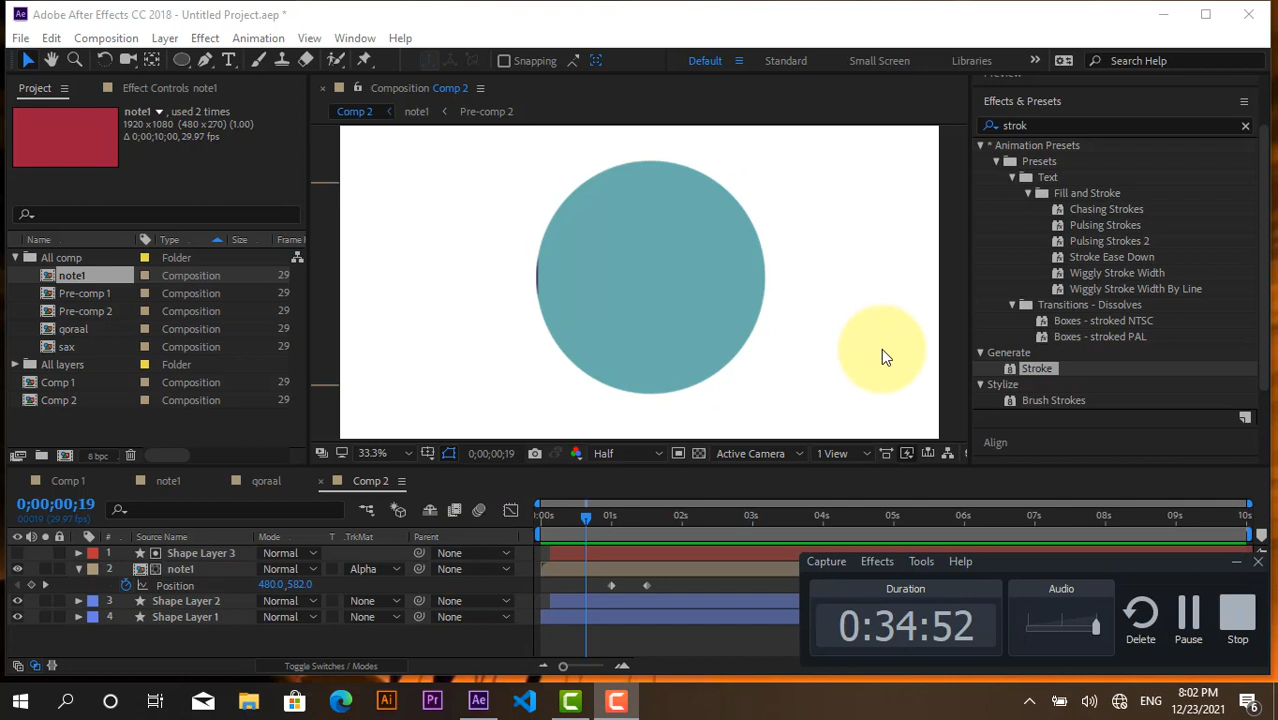 Adobe After Effects CC 2018 - Untitled Project.aep *
File Edit Composition Layer Effect Animation View Window Help
Snapping Default Standard Small Screen Libraries Search Help
Project Effect Controls note1
note1, used 2 times
1920 x 1080 (480 x 270) (1.00)
Δ 0;00;10;00, 29.97 fps
Name Type Size Frame
All comp Folder
note1 Composition 29
Pre-comp 1 Composition 29
Pre-comp 2 Composition 29
qoraal Composition 29
sax Composition 29
All layers Folder
Comp 1 Composition 29
Comp 2 Composition 29
8 bpc
Composition Comp 2
Comp 2 note1 Pre-comp 2
33.3% 0;00;00;19 Half Active Camera 1 View
Effects & Presets
strok
* Animation Presets
Presets
Text
Fill and Stroke
Chasing Strokes
Pulsing Strokes
Pulsing Strokes 2
Stroke Ease Down
Wiggly Stroke Width
Wiggly Stroke Width By Line
Transitions - Dissolves
Boxes - stroked NTSC
Boxes - stroked PAL
Generate
Stroke
Stylize
Brush Strokes
Align
Comp 1 note1 qoraal Comp 2
0;00;00;19
00019 (29.97 fps)
:00s 01s 02s 03s 04s 05s 06s 07s 08s 09s 10s
# Source Name Mode T TrkMat Parent
1 Shape Layer 3 Normal None
2 note1 Normal Alpha None
Position 480.0,582.0
3 Shape Layer 2 Normal None None
4 Shape Layer 1 Normal None None
Toggle Switches / Modes
Capture Effects Tools Help
Duration Audio
0:34:52
Delete Pause Stop
Ai Pr Ae
ENG
8:02 PM
12/23/2021
6